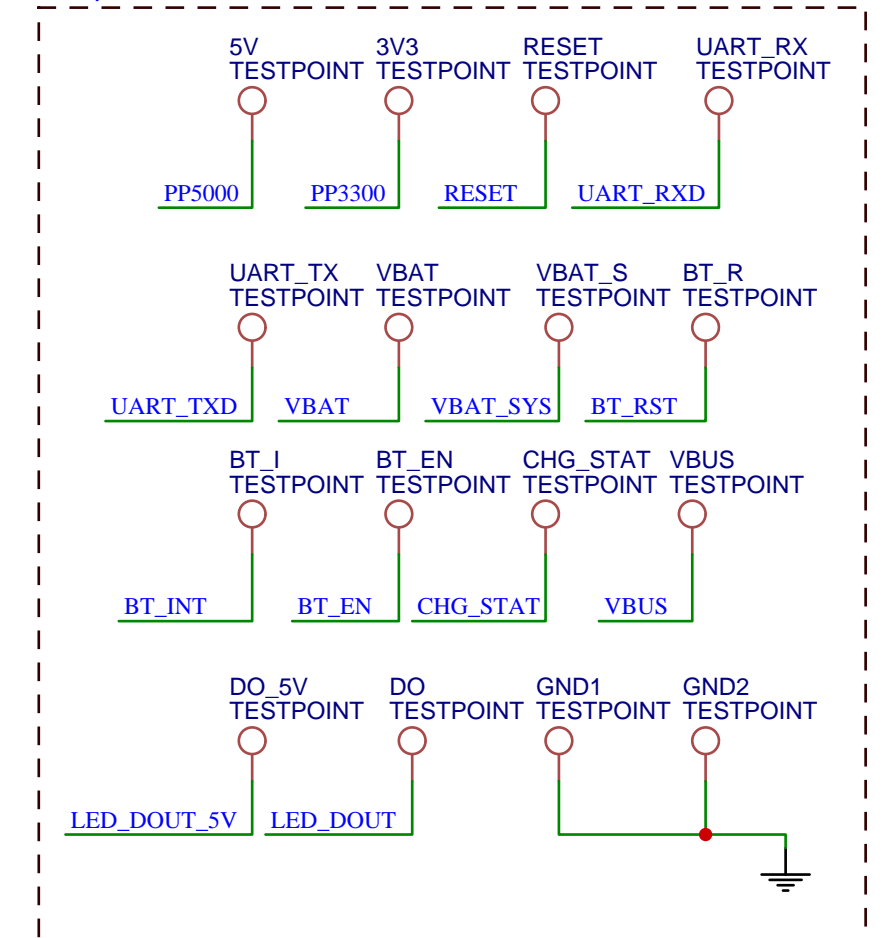 5V 3V3 RESET UART_RX
TESTPOINT TESTPOINT TESTPOINT TESTPOINT
PP5000 PP3300 RESET UART_RXD
UART_TX VBAT VBAT_S BT_R
TESTPOINT TESTPOINT TESTPOINT TESTPOINT
UART_TXD VBAT VBAT_SYS BT_RST
BT_I BT_EN CHG_STAT VBUS
TESTPOINT TESTPOINT TESTPOINT TESTPOINT
BT_INT BT_EN CHG_STAT VBUS
DO_5V DO GND1 GND2
TESTPOINT TESTPOINT TESTPOINT TESTPOINT
LED_DOUT_5V LED_DOUT